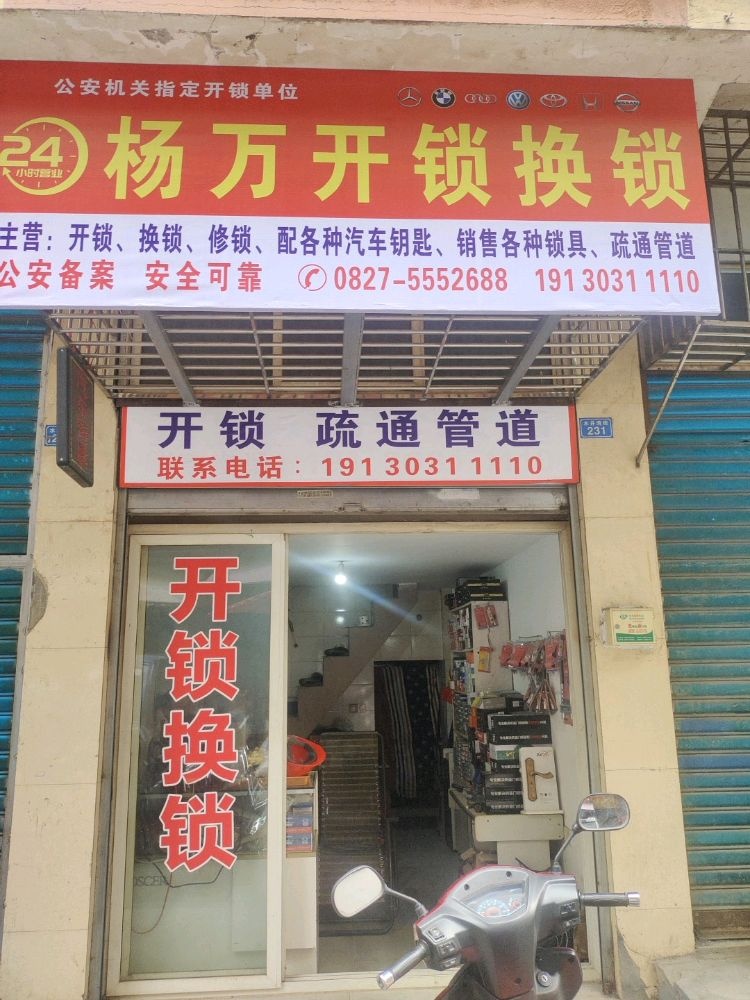 公安机关指定开锁单位
24
小时营业
杨万开锁换锁
主营：开锁、换锁、修锁、配各种汽车钥匙、销售各种锁具、疏通管道
公安备案 安全可靠 0827-5552688 191 3031 1110
开锁 疏通管道
联系电话：191 3031 1110
231
开锁换锁